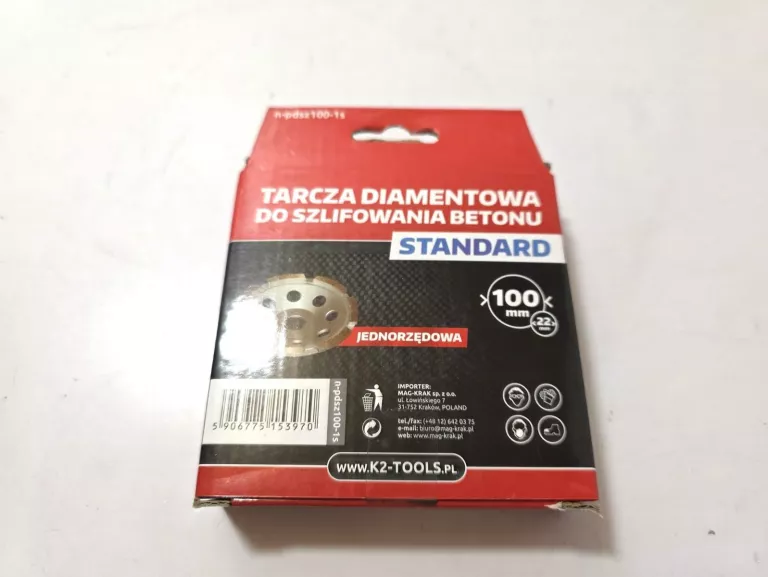 n-pdsz100-1s
TARCZA DIAMENTOWA
DO SZLIFOWANIA BETONU
STANDARD
100
mm
22
mm
JEDNORZĘDOWA
n-pdsz100-1s
5 906775 153970
IMPORTER:
MAG-KRAK sp. z o.o.
ul. Łowińskiego 7
31-752 Kraków, POLAND
tel./fax: (+48 12) 642 03 75
e-mail: biuro@mag-krak.pl
web: www.mag-krak.pl
WWW.K2-TOOLS.PL